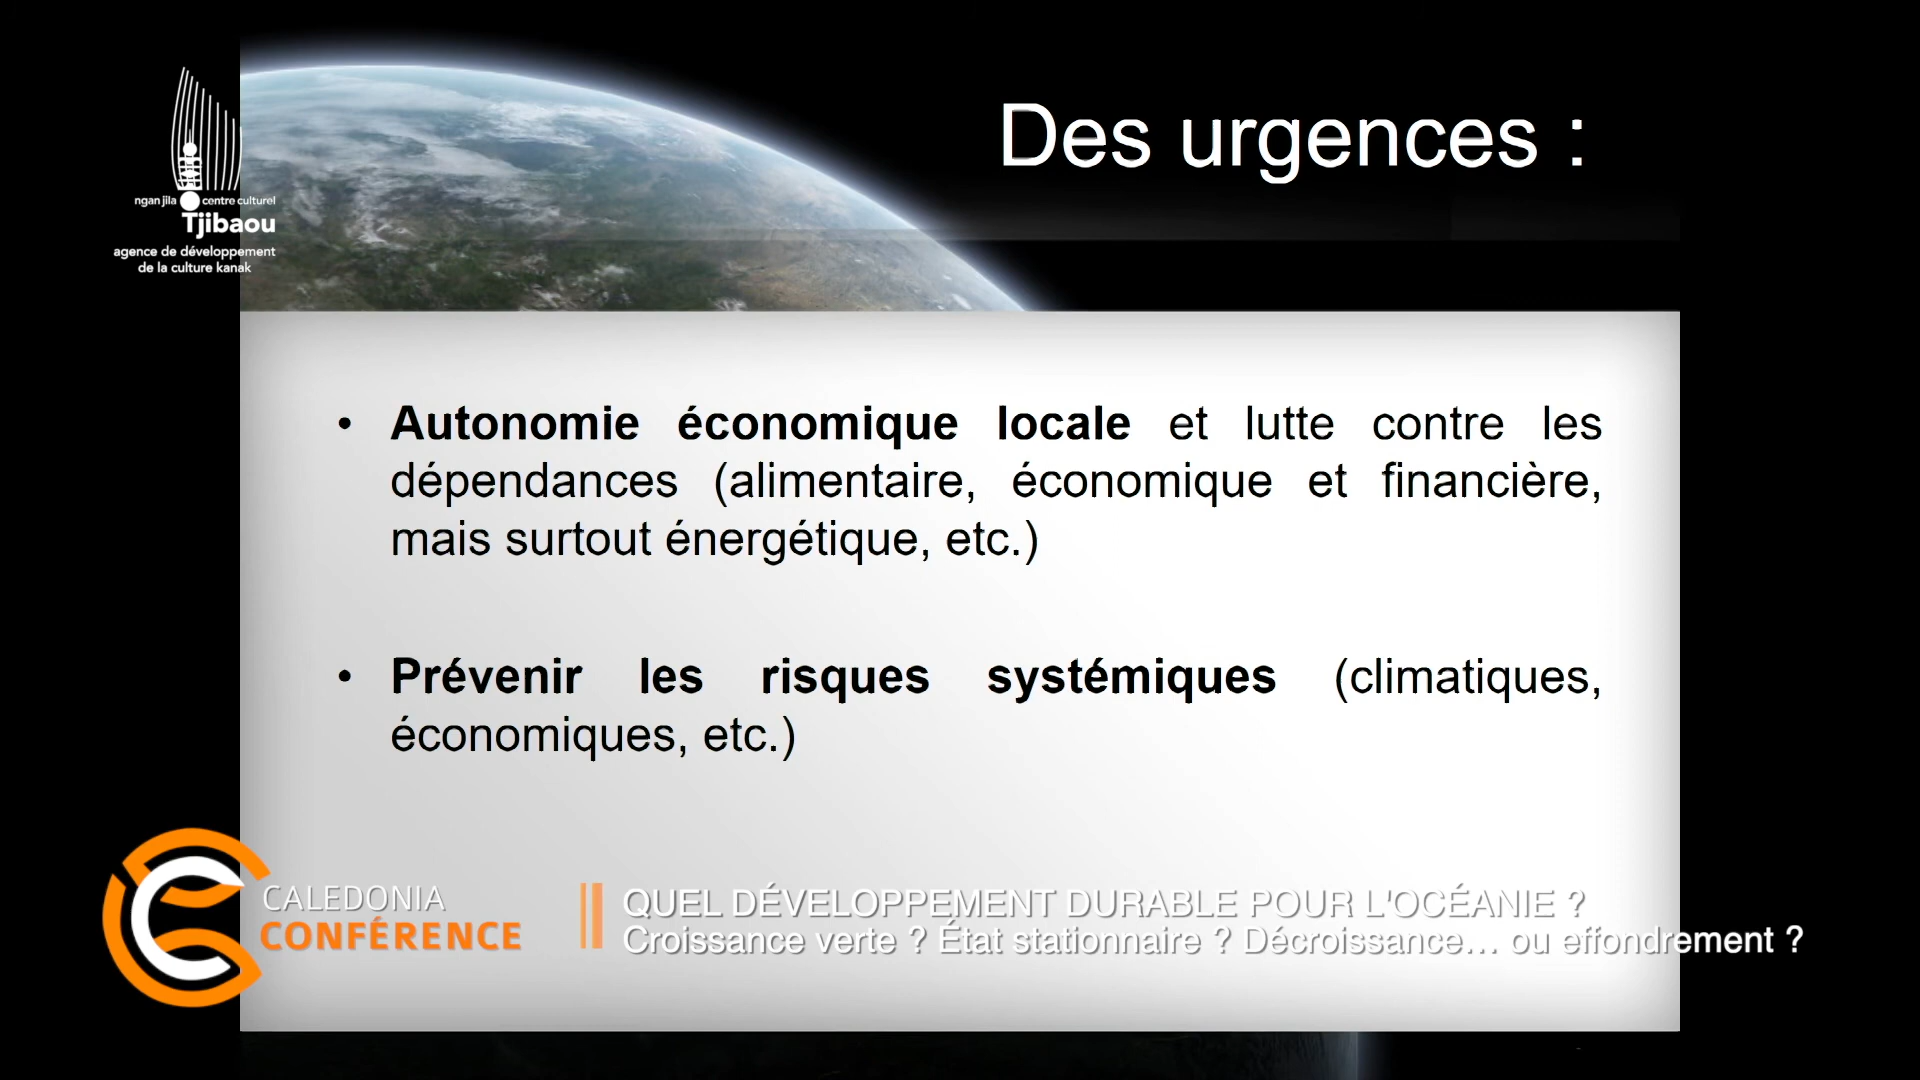 Des urgences :
ngan jila centre culturel
Tjibaou
agence de développement
de la culture kanak
• Autonomie économique locale et lutte contre les
dépendances (alimentaire, économique et financière,
mais surtout énergétique, etc.)
• Prévenir les risques systémiques (climatiques,
économiques, etc.)
CALEDONIA
CONFÉRENCE
QUEL DÉVELOPPEMENT DURABLE POUR L'OCÉANIE ?
Croissance verte ? État stationnaire ? Décroissance... ou effondrement ?